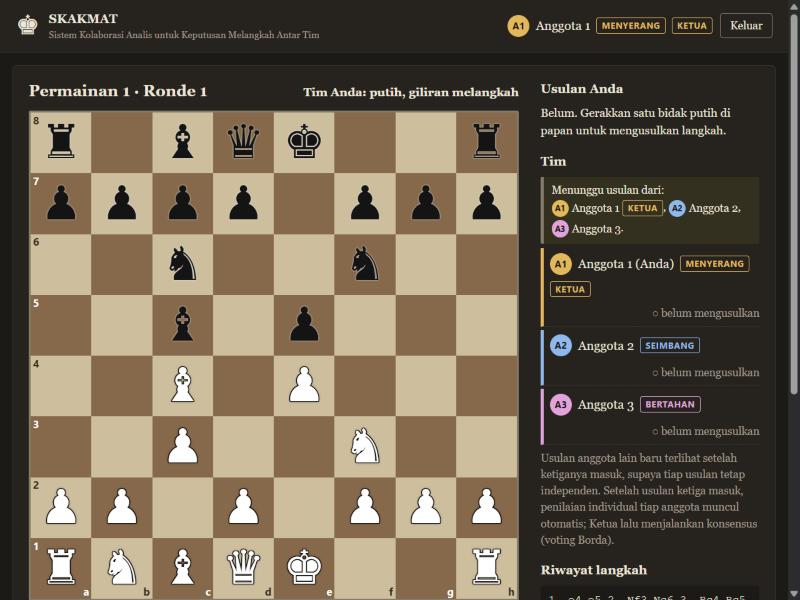 SKAKMAT
Sistem Kolaborasi Analis untuk Keputusan Melangkah Antar Tim
A1 Anggota 1 MENYERANG KETUA Keluar
Permainan 1 · Ronde 1
Tim Anda: putih, giliran melangkah
8
7
6
5
4
3
2
1
a b c d e f g h
Usulan Anda
Belum. Gerakkan satu bidak putih di
papan untuk mengusulkan langkah.
Tim
Menunggu usulan dari:
A1 Anggota 1 KETUA, A2 Anggota 2,
A3 Anggota 3.
A1 Anggota 1 (Anda) MENYERANG
KETUA
○ belum mengusulkan
A2 Anggota 2 SEIMBANG
○ belum mengusulkan
A3 Anggota 3 BERTAHAN
○ belum mengusulkan
Usulan anggota lain baru terlihat setelah
ketiganya masuk, supaya tiap usulan tetap
independen. Setelah usulan ketiga masuk,
penilaian individual tiap anggota muncul
otomatis; Ketua lalu menjalankan konsensus
(voting Borda).
Riwayat langkah